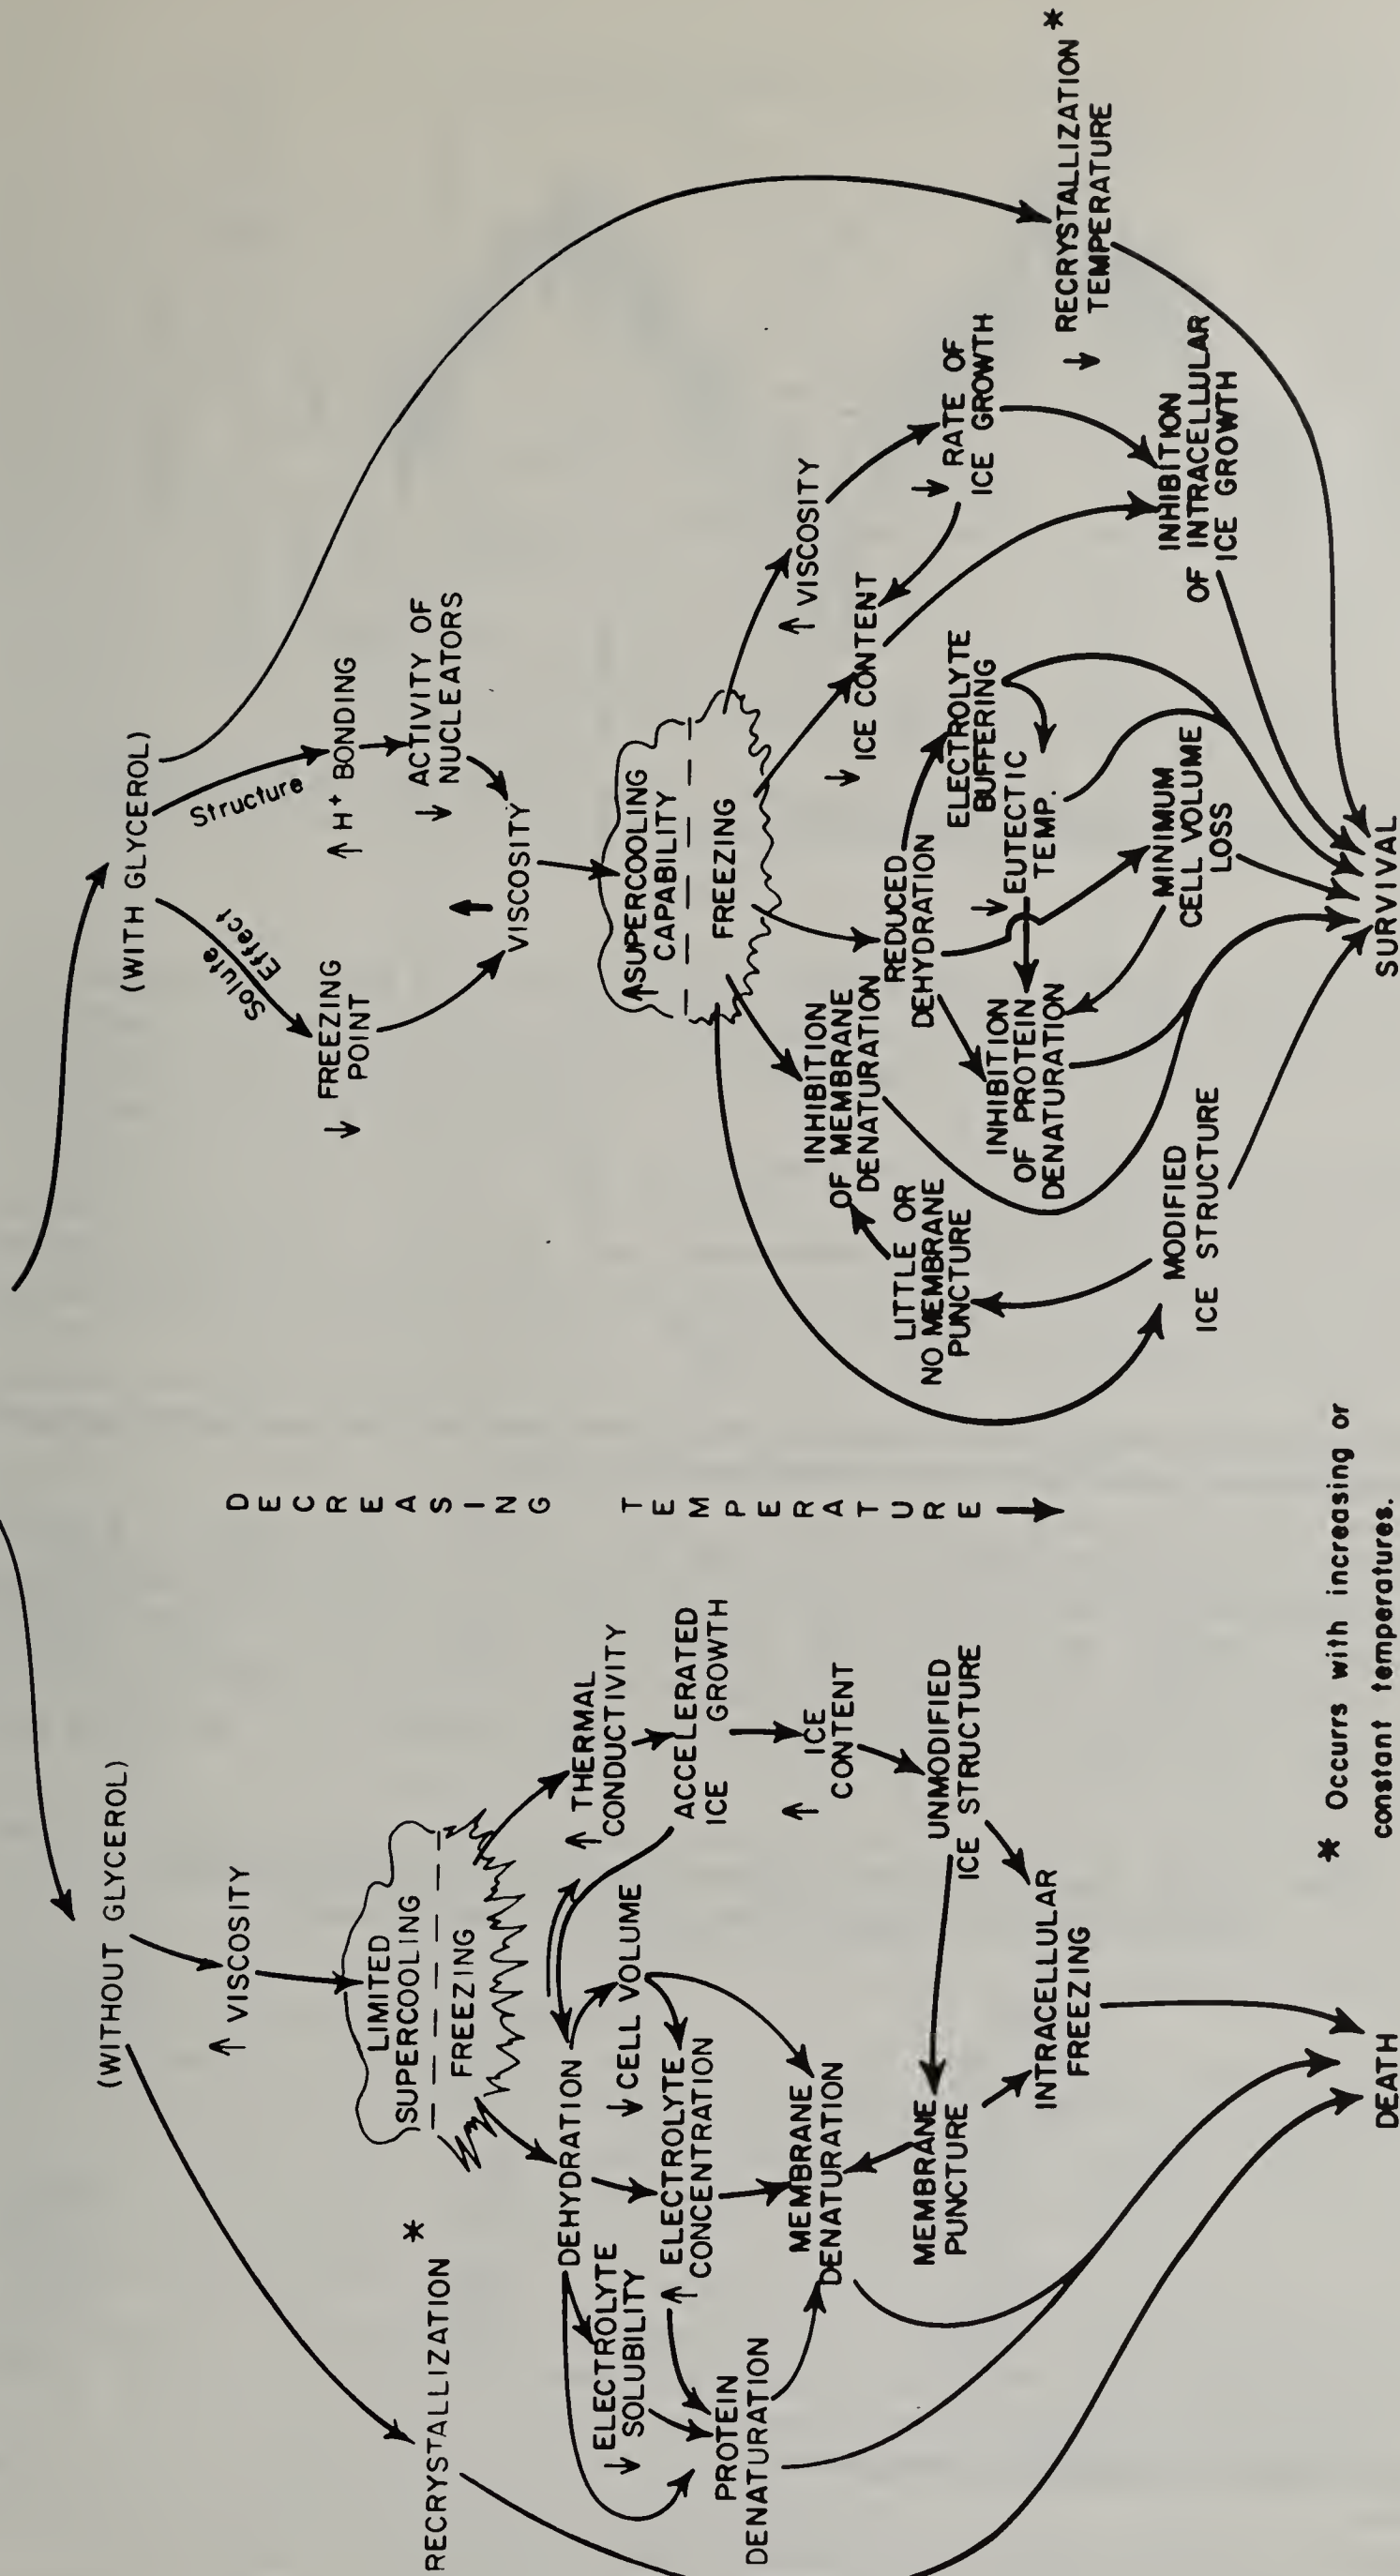 (WITHOUT GLYCEROL)
↑ VISCOSITY
LIMITED
SUPERCOOLING
FREEZING
RECRYSTALLIZATION *
DEHYDRATION
↑ THERMAL
CONDUCTIVITY
↓ ELECTROLYTE
SOLUBILITY
↓ CELL VOLUME
↑ ELECTROLYTE
CONCENTRATION
ACCELERATED
ICE GROWTH
PROTEIN
DENATURATION
MEMBRANE
DENATURATION
↑ ICE
CONTENT
MEMBRANE
PUNCTURE
UNMODIFIED
ICE STRUCTURE
INTRACELLULAR
FREEZING
DEATH
DECREASING
TEMPERATURE
(WITH GLYCEROL)
Solute
Effect
Structure
↓ FREEZING
POINT
↑ H+ BONDING
↓ ACTIVITY OF
NUCLEATORS
↑
VISCOSITY
↑SUPERCOOLING
CAPABILITY
FREEZING
INHIBITION
OF MEMBRANE
DENATURATION
↑ VISCOSITY
↓ ICE CONTENT
LITTLE OR
NO MEMBRANE
PUNCTURE
REDUCED
DEHYDRATION
ELECTROLYTE
BUFFERING
↓ RATE OF
ICE GROWTH
INHIBITION
OF PROTEIN
DENATURATION
↓ EUTECTIC
TEMP.
↓ RECRYSTALLIZATION *
TEMPERATURE
MODIFIED
ICE STRUCTURE
MINIMUM
CELL VOLUME
LOSS
INHIBITION
OF INTRACELLULAR
ICE GROWTH
SURVIVAL
* Occurrs with increasing or
constant temperatures.